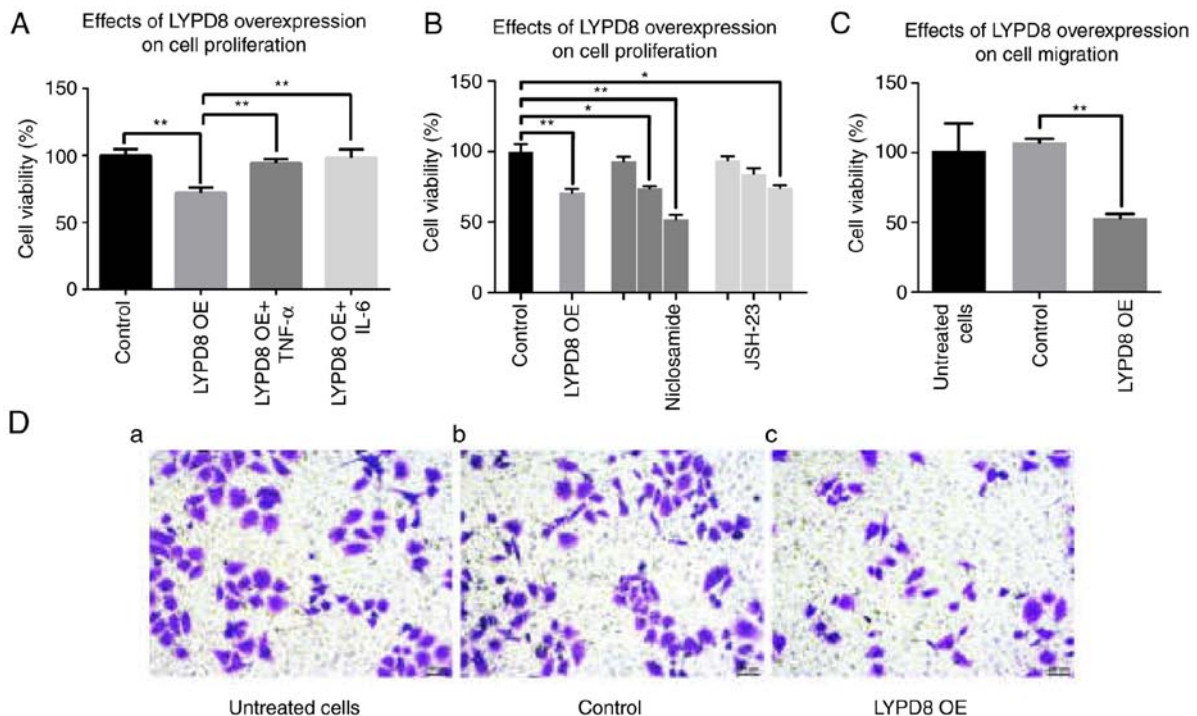 A
Effects of LYPD8 overexpression
on cell proliferation
Cell viability (%)
150
100
50
0
**
**
**
Control
LYPD8 OE
LYPD8 OE+
TNF-α
LYPD8 OE+
IL-6
B
Effects of LYPD8 overexpression
on cell proliferation
Cell viability (%)
150
100
50
0
*
**
*
**
Control
LYPD8 OE
Niclosamide
JSH-23
C
Effects of LYPD8 overexpression
on cell migration
Cell viability (%)
150
100
50
0
**
Untreated
cells
Control
LYPD8 OE
D
a
b
c
Untreated cells
Control
LYPD8 OE